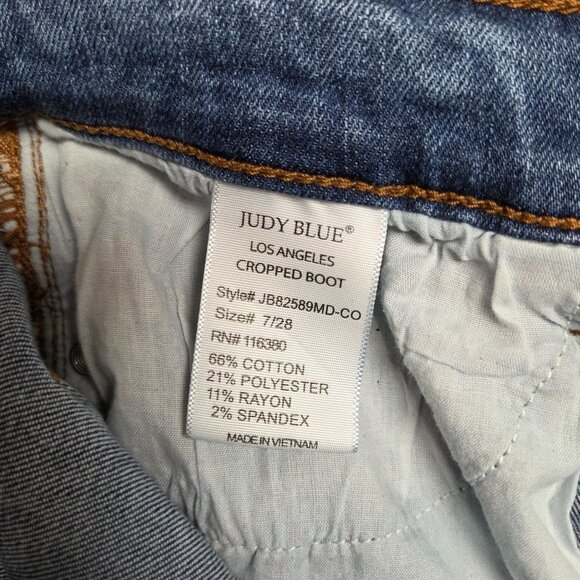 JUDY BLUE®
LOS ANGELES
CROPPED BOOT
Style# JB82589MD-CO
Size# 7/28
RN# 116380
66% COTTON
21% POLYESTER
11% RAYON
2% SPANDEX
MADE IN VIETNAM